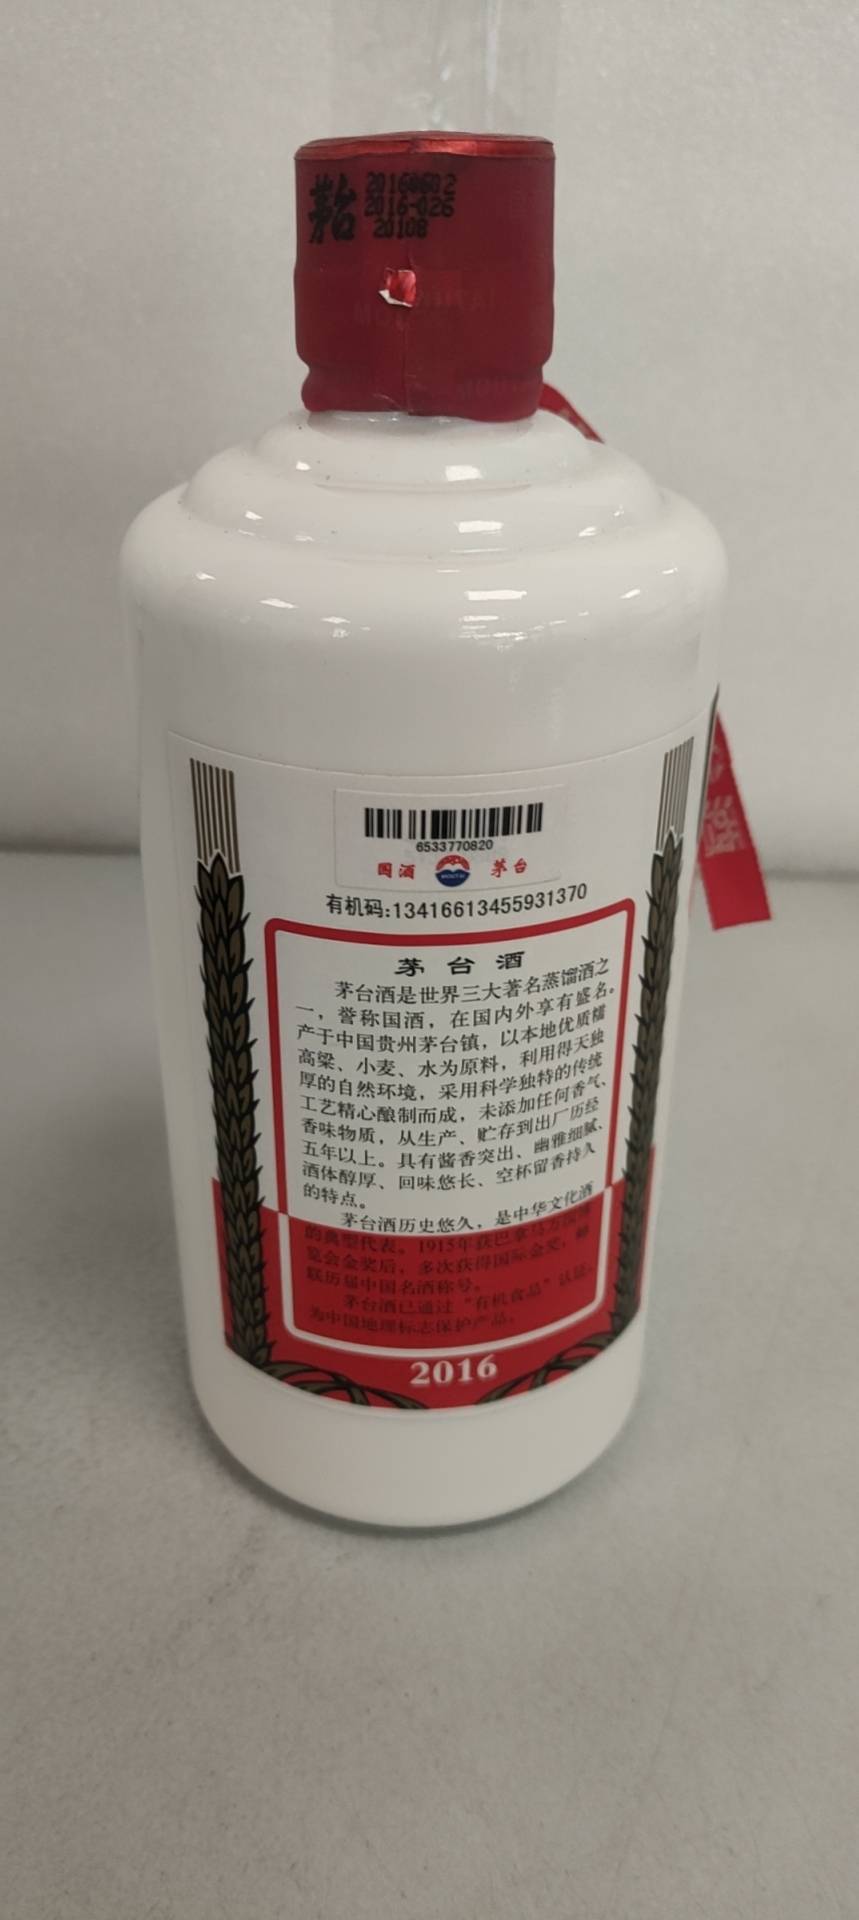 茅台
20160602
2016-026
20108
6533770820
国酒 MOUTAI 茅台
有机码:13416613455931370
茅台酒
茅台酒是世界三大著名蒸馏酒之
一，誉称国酒，在国内外享有盛名。
产于中国贵州茅台镇，以本地优质糯
高粱、小麦、水为原料，利用得天独
厚的自然环境，采用科学独特的传统
工艺精心酿制而成，未添加任何香气、
香味物质，从生产、贮存到出厂历经
五年以上。具有酱香突出、幽雅细腻、
酒体醇厚、回味悠长、空杯留香持久
的特点。
茅台酒历史悠久，是中华文化酒
的典型代表。1915年获巴拿马万国博
览会金奖后，多次获得国际金奖，蝉
联历届中国名酒称号。
茅台酒已通过“有机食品”认证，
为中国地理标志保护产品。
2016